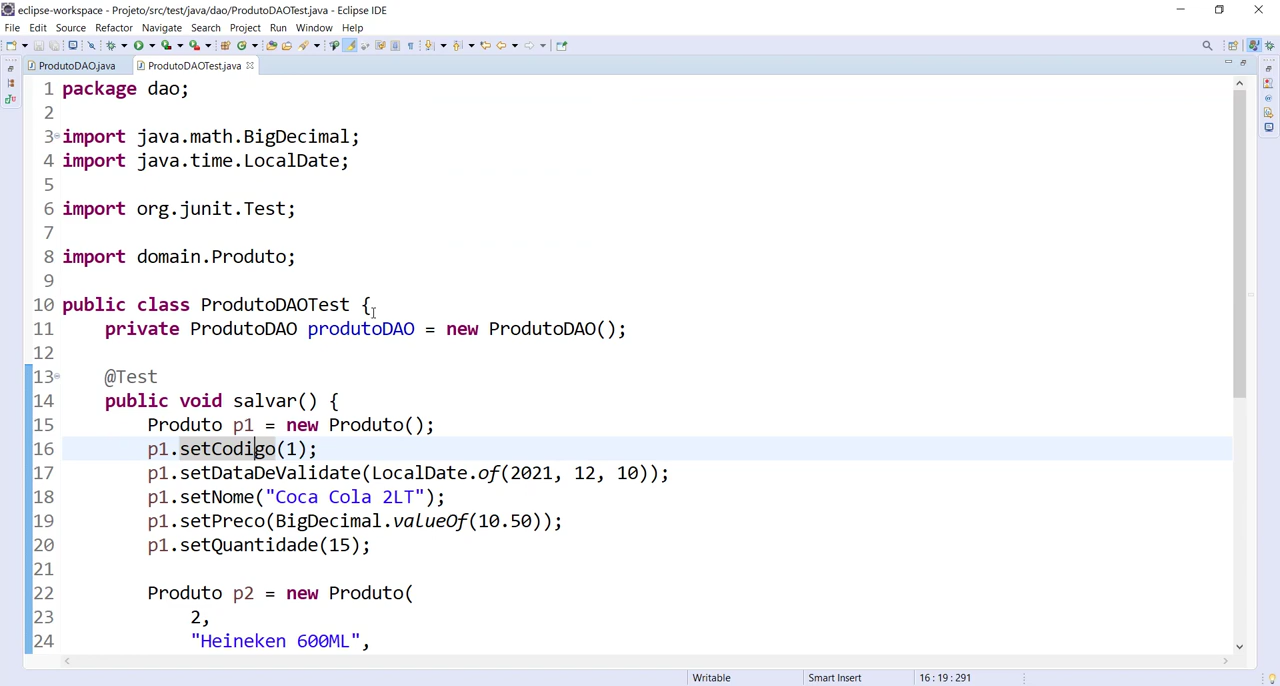 eclipse-workspace - Projeto/src/test/java/dao/ProdutoDAOTest.java - Eclipse IDE
File Edit Source Refactor Navigate Search Project Run Window Help
ProdutoDAO.java ProdutoDAOTest.java
1 package dao;
2
3 import java.math.BigDecimal;
4 import java.time.LocalDate;
5
6 import org.junit.Test;
7
8 import domain.Produto;
9
10 public class ProdutoDAOTest {
11 private ProdutoDAO produtoDAO = new ProdutoDAO();
12
13 @Test
14 public void salvar() {
15 Produto p1 = new Produto();
16 p1.setCodigo(1);
17 p1.setDataDeValidate(LocalDate.of(2021, 12, 10));
18 p1.setNome("Coca Cola 2LT");
19 p1.setPreco(BigDecimal.valueOf(10.50));
20 p1.setQuantidade(15);
21
22 Produto p2 = new Produto(
23 2,
24 "Heineken 600ML",
Writable Smart Insert 16 : 19 : 291